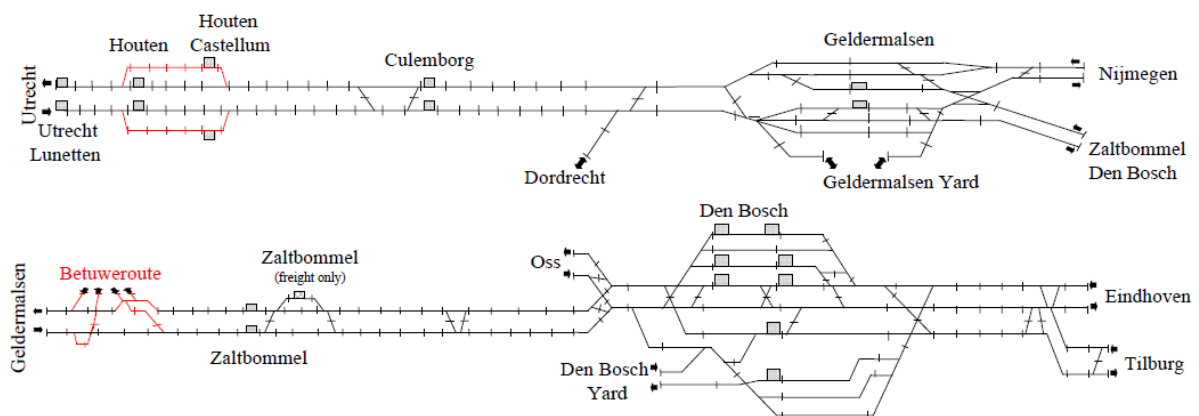 Houten
Houten
Castellum
Culemborg
Geldermalsen
Utrecht
Nijmegen
Utrecht
Lunetten
Dordrecht
Geldermalsen Yard
Zaltbommel
Den Bosch
Den Bosch
Betuweroute
Zaltbommel
(freight only)
Oss
Geldermalsen
Eindhoven
Zaltbommel
Den Bosch
Yard
Tilburg